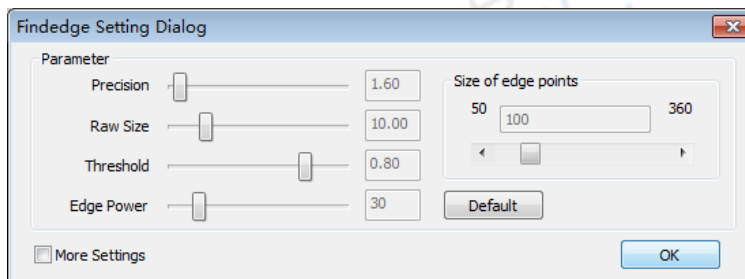 Findedge Setting Dialog
Parameter
Precision 1.60
Raw Size 10.00
Threshold 0.80
Edge Power 30
Size of edge points
50 100 360
Default
More Settings
OK